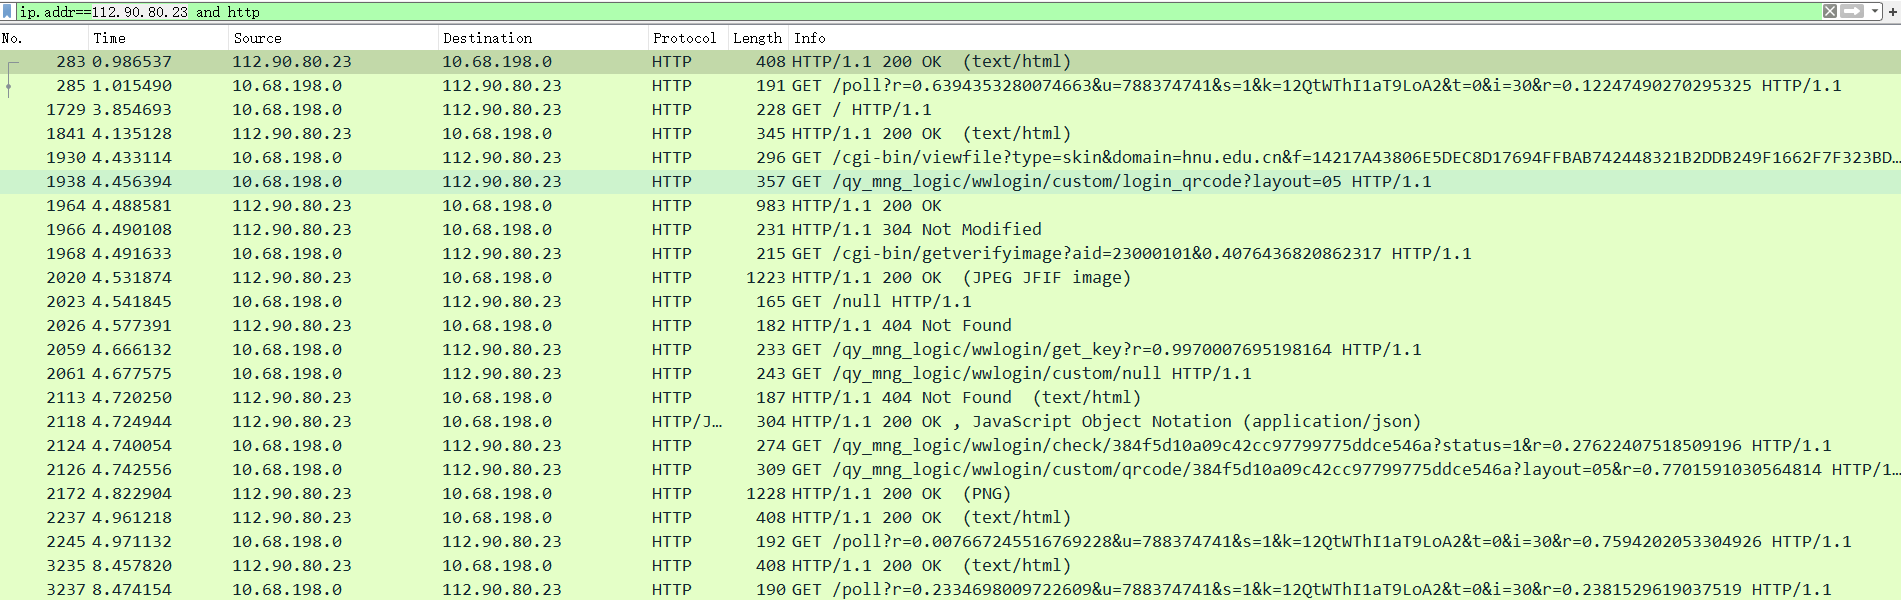 ip.addr==112.90.80.23 and http
No. Time Source Destination Protocol Length Info
283 0.986537 112.90.80.23 10.68.198.0 HTTP 408 HTTP/1.1 200 OK (text/html)
285 1.015490 10.68.198.0 112.90.80.23 HTTP 191 GET /poll?r=0.6394353280074663&u=788374741&s=1&k=12QtWThI1aT9LoA2&t=0&i=30&r=0.12247490270295325 HTTP/1.1
1729 3.854693 10.68.198.0 112.90.80.23 HTTP 228 GET / HTTP/1.1
1841 4.135128 112.90.80.23 10.68.198.0 HTTP 345 HTTP/1.1 200 OK (text/html)
1930 4.433114 10.68.198.0 112.90.80.23 HTTP 296 GET /cgi-bin/viewfile?type=skin&domain=hnu.edu.cn&f=14217A43806E5DEC8D17694FFBAB742448321B2DDB249F1662F7F323BD…
1938 4.456394 10.68.198.0 112.90.80.23 HTTP 357 GET /qy_mng_logic/wwlogin/custom/login_qrcode?layout=05 HTTP/1.1
1964 4.488581 112.90.80.23 10.68.198.0 HTTP 983 HTTP/1.1 200 OK
1966 4.490108 112.90.80.23 10.68.198.0 HTTP 231 HTTP/1.1 304 Not Modified
1968 4.491633 10.68.198.0 112.90.80.23 HTTP 215 GET /cgi-bin/getverifyimage?aid=23000101&0.4076436820862317 HTTP/1.1
2020 4.531874 112.90.80.23 10.68.198.0 HTTP 1223 HTTP/1.1 200 OK (JPEG JFIF image)
2023 4.541845 10.68.198.0 112.90.80.23 HTTP 165 GET /null HTTP/1.1
2026 4.577391 112.90.80.23 10.68.198.0 HTTP 182 HTTP/1.1 404 Not Found
2059 4.666132 10.68.198.0 112.90.80.23 HTTP 233 GET /qy_mng_logic/wwlogin/get_key?r=0.9970007695198164 HTTP/1.1
2061 4.677575 10.68.198.0 112.90.80.23 HTTP 243 GET /qy_mng_logic/wwlogin/custom/null HTTP/1.1
2113 4.720250 112.90.80.23 10.68.198.0 HTTP 187 HTTP/1.1 404 Not Found (text/html)
2118 4.724944 112.90.80.23 10.68.198.0 HTTP/J… 304 HTTP/1.1 200 OK , JavaScript Object Notation (application/json)
2124 4.740054 10.68.198.0 112.90.80.23 HTTP 274 GET /qy_mng_logic/wwlogin/check/384f5d10a09c42cc97799775ddce546a?status=1&r=0.27622407518509196 HTTP/1.1
2126 4.742556 10.68.198.0 112.90.80.23 HTTP 309 GET /qy_mng_logic/wwlogin/custom/qrcode/384f5d10a09c42cc97799775ddce546a?layout=05&r=0.7701591030564814 HTTP/1…
2172 4.822904 112.90.80.23 10.68.198.0 HTTP 1228 HTTP/1.1 200 OK (PNG)
2237 4.961218 112.90.80.23 10.68.198.0 HTTP 408 HTTP/1.1 200 OK (text/html)
2245 4.971132 10.68.198.0 112.90.80.23 HTTP 192 GET /poll?r=0.007667245516769228&u=788374741&s=1&k=12QtWThI1aT9LoA2&t=0&i=30&r=0.7594202053304926 HTTP/1.1
3235 8.457820 112.90.80.23 10.68.198.0 HTTP 408 HTTP/1.1 200 OK (text/html)
3237 8.474154 10.68.198.0 112.90.80.23 HTTP 190 GET /poll?r=0.2334698009722609&u=788374741&s=1&k=12QtWThI1aT9LoA2&t=0&i=30&r=0.2381529619037519 HTTP/1.1